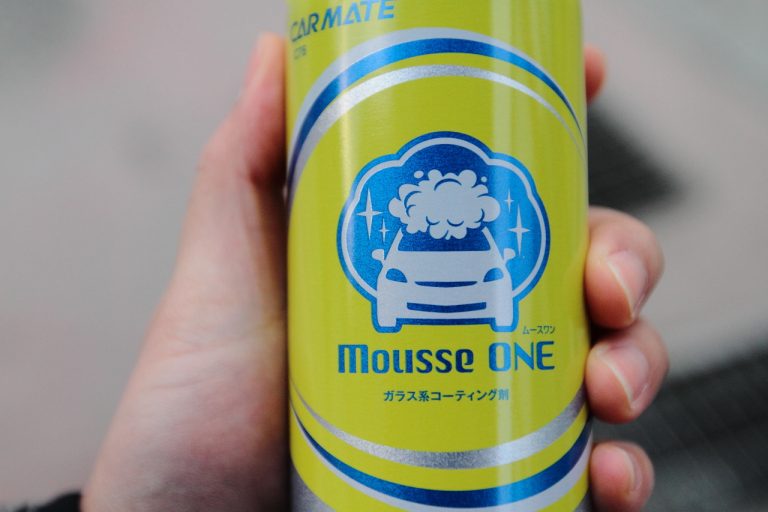 CARMATE
C76
ムースワン
Mousse ONE
ガラス系コーティング剤